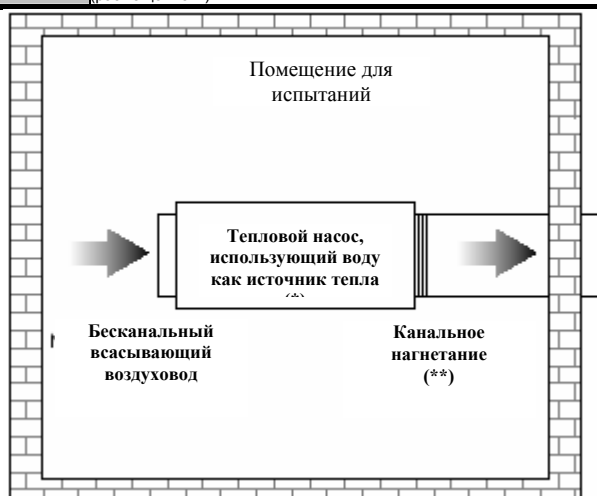 Помещение для
испытаний
Тепловой насос,
использующий воду
как источник тепла
(*)
Бесканальный
всасывающий
воздуховод
Канальное
нагнетание
(**)